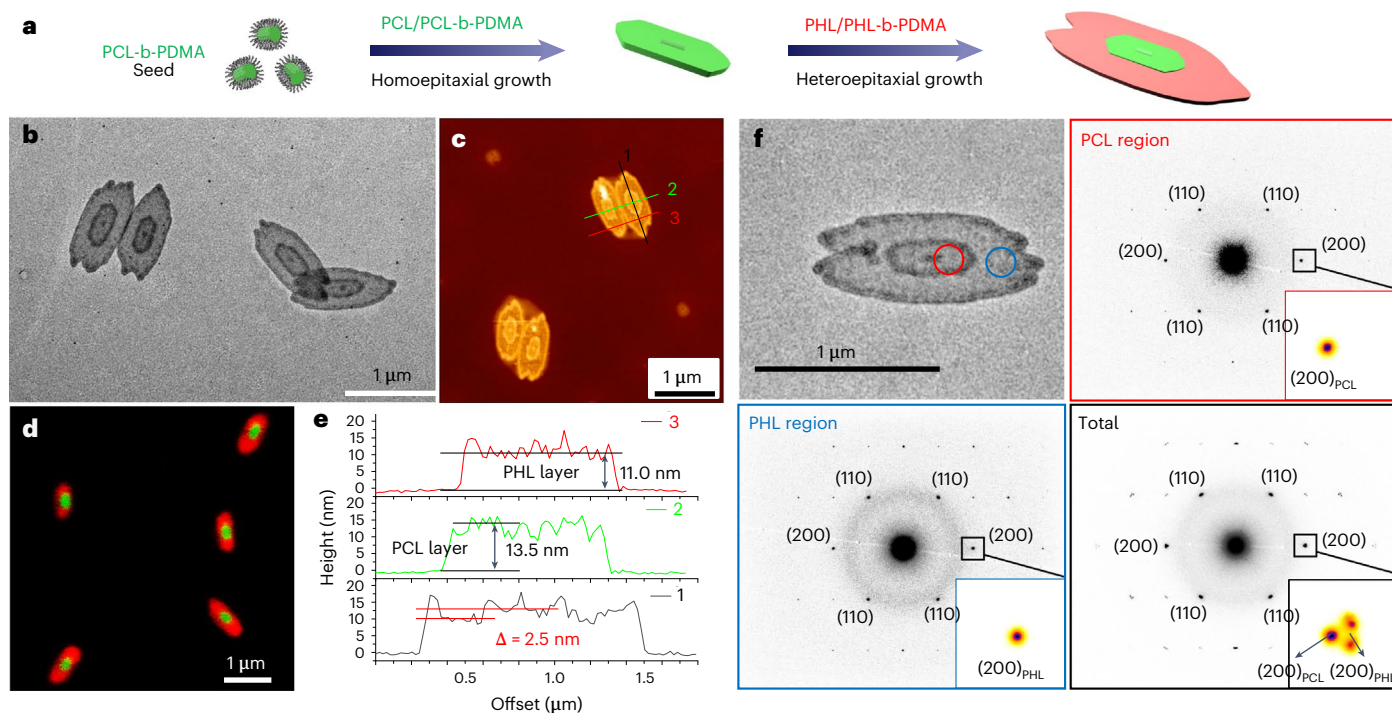 a
PCL-b-PDMA
Seed
PCL/PCL-b-PDMA
Homoepitaxial growth
PHL/PHL-b-PDMA
Heteroepitaxial growth
b
1 μm
c
1
2
3
1 μm
d
1 μm
e
Height (nm)
20
15
10
5
0
3
PHL layer
11.0 nm
20
15
10
5
0
2
PCL layer
13.5 nm
20
15
10
5
0
1
Δ = 2.5 nm
0.5 1.0 1.5
Offset (μm)
f
1 μm
PCL region
(110) (110)
(200) (200)
(110) (110)
(200)PCL
PHL region
(110) (110)
(200) (200)
(110) (110)
(200)PHL
Total
(110) (110)
(200) (200)
(110) (110)
(200)PCL (200)PHL